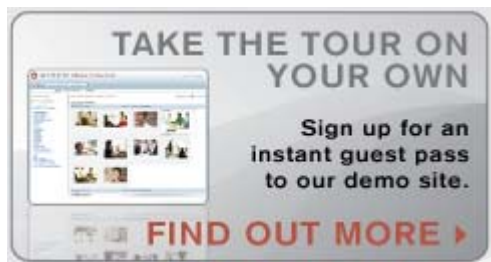 TAKE THE TOUR ON
YOUR OWN
Sign up for an
instant guest pass
to our demo site.
FIND OUT MORE